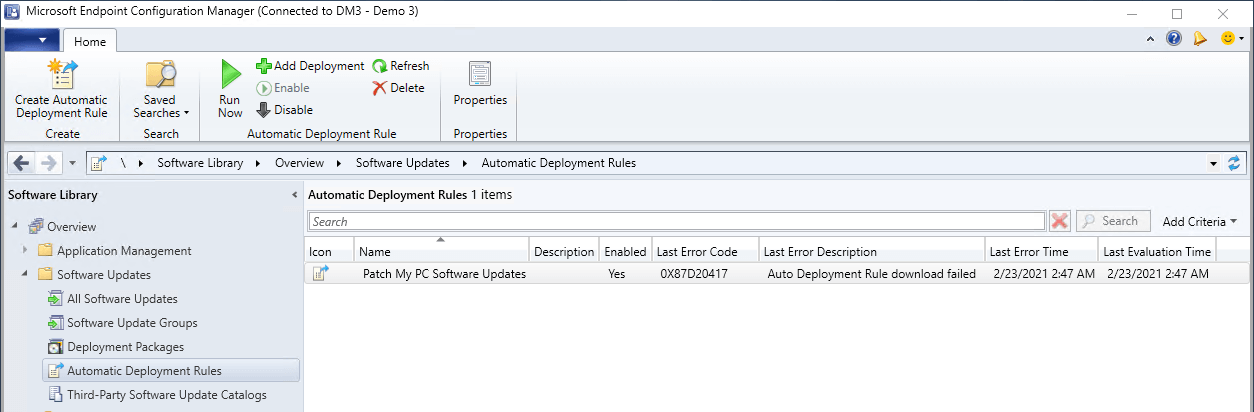 Microsoft Endpoint Configuration Manager (Connected to DM3 - Demo 3)
Home
Create Automatic
Deployment Rule
Create
Saved
Searches
Search
Run
Now
Add Deployment
Enable
Disable
Refresh
Delete
Automatic Deployment Rule
Properties
Properties
\ Software Library Overview Software Updates Automatic Deployment Rules
Software Library
Overview
Application Management
Software Updates
All Software Updates
Software Update Groups
Deployment Packages
Automatic Deployment Rules
Third-Party Software Update Catalogs
Automatic Deployment Rules 1 items
Search Search Add Criteria
Icon Name Description Enabled Last Error Code Last Error Description Last Error Time Last Evaluation Time
Patch My PC Software Updates Yes 0X87D20417 Auto Deployment Rule download failed 2/23/2021 2:47 AM 2/23/2021 2:47 AM